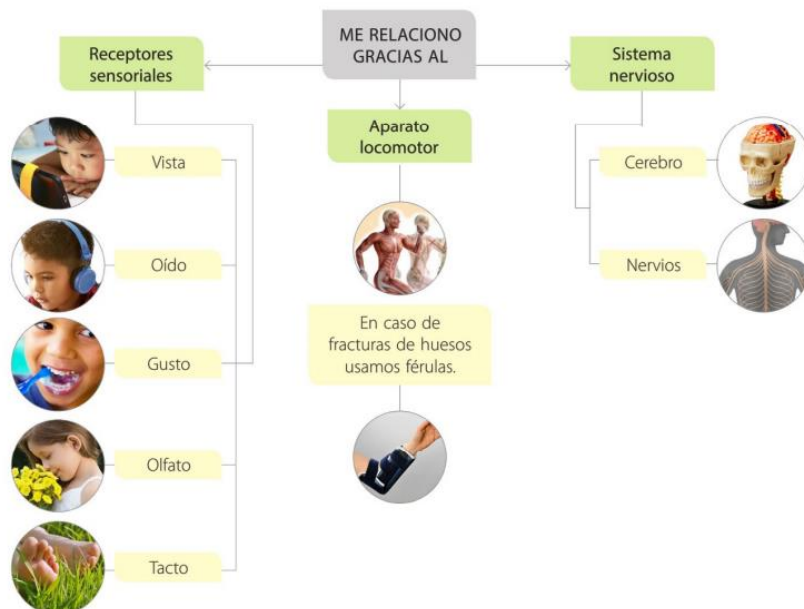 ME RELACIONO
GRACIAS AL
Receptores
sensoriales
Vista
Oído
Gusto
Olfato
Tacto
Aparato
locomotor
En caso de
fracturas de huesos
usamos férulas.
Sistema
nervioso
Cerebro
Nervios